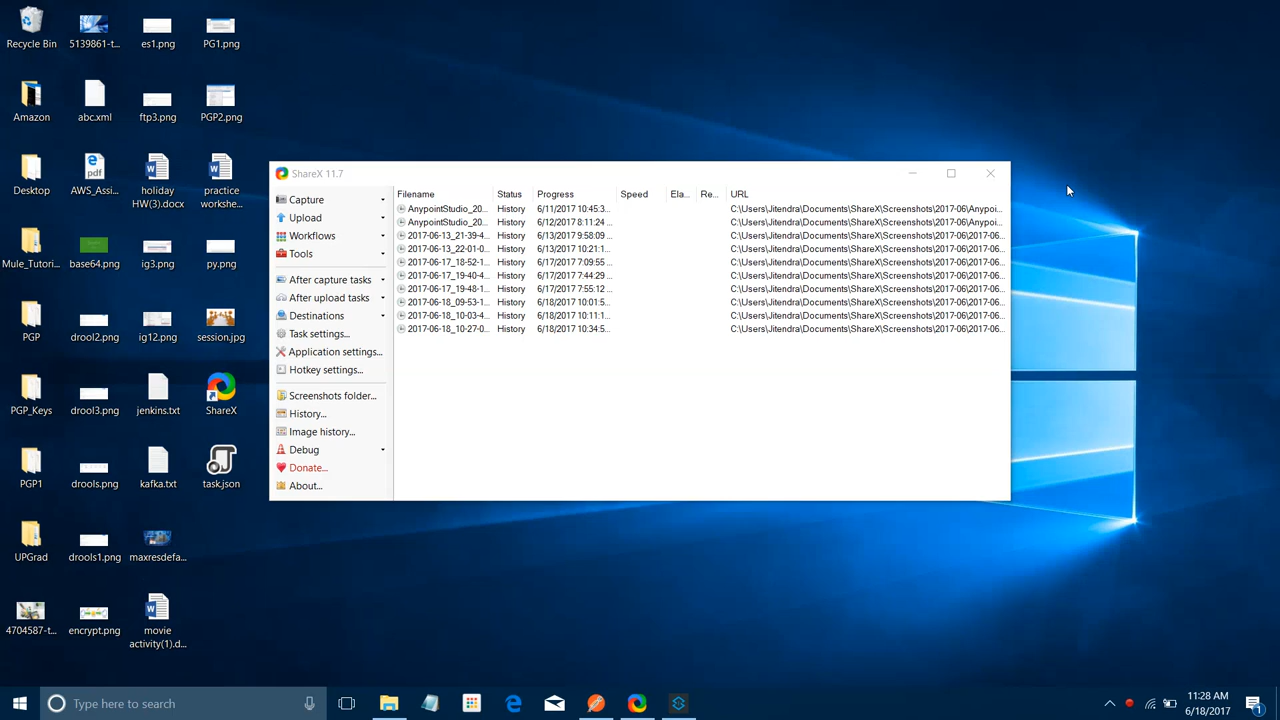 Recycle Bin
5139861-t...
es1.png
PG1.png
Amazon
abc.xml
ftp3.png
PGP2.png
Desktop
AWS_Assi...
holiday
HW(3).docx
practice
workshe...
Mule_Tutori...
base64.png
ig3.png
py.png
PGP
drool2.png
ig12.png
session.jpg
PGP_Keys
drool3.png
jenkins.txt
ShareX
PGP1
drools.png
kafka.txt
task.json
UPGrad
drools1.png
maxresdefa...
4704587-t...
encrypt.png
movie
activity(1).d...
ShareX 11.7
Capture
Upload
Workflows
Tools
After capture tasks
After upload tasks
Destinations
Task settings...
Application settings...
Hotkey settings...
Screenshots folder...
History...
Image history...
Debug
Donate...
About...
Filename Status Progress Speed Ela... Re... URL
AnypointStudio_20... History 6/11/2017 10:45:3... C:\Users\Jitendra\Documents\ShareX\Screenshots\2017-06\Anypoi...
AnypointStudio_20... History 6/12/2017 8:11:24 ... C:\Users\Jitendra\Documents\ShareX\Screenshots\2017-06\Anypoi...
2017-06-13_21-39-4... History 6/13/2017 9:58:09 ... C:\Users\Jitendra\Documents\ShareX\Screenshots\2017-06\2017-06...
2017-06-13_22-01-0... History 6/13/2017 10:21:1... C:\Users\Jitendra\Documents\ShareX\Screenshots\2017-06\2017-06...
2017-06-17_18-52-1... History 6/17/2017 7:09:55 ... C:\Users\Jitendra\Documents\ShareX\Screenshots\2017-06\2017-06...
2017-06-17_19-40-4... History 6/17/2017 7:44:29 ... C:\Users\Jitendra\Documents\ShareX\Screenshots\2017-06\2017-06...
2017-06-17_19-48-1... History 6/17/2017 7:55:12 ... C:\Users\Jitendra\Documents\ShareX\Screenshots\2017-06\2017-06...
2017-06-18_09-53-1... History 6/18/2017 10:01:5... C:\Users\Jitendra\Documents\ShareX\Screenshots\2017-06\2017-06...
2017-06-18_10-03-4... History 6/18/2017 10:11:1... C:\Users\Jitendra\Documents\ShareX\Screenshots\2017-06\2017-06...
2017-06-18_10-27-0... History 6/18/2017 10:34:5... C:\Users\Jitendra\Documents\ShareX\Screenshots\2017-06\2017-06...
Type here to search
11:28 AM
6/18/2017
1